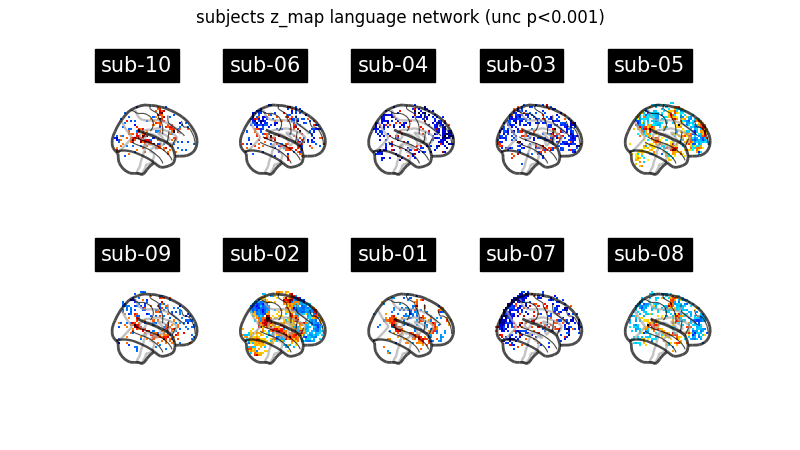 subjects z_map language network (unc p<0.001)
sub-10
sub-06
sub-04
sub-03
sub-05
sub-09
sub-02
sub-01
sub-07
sub-08